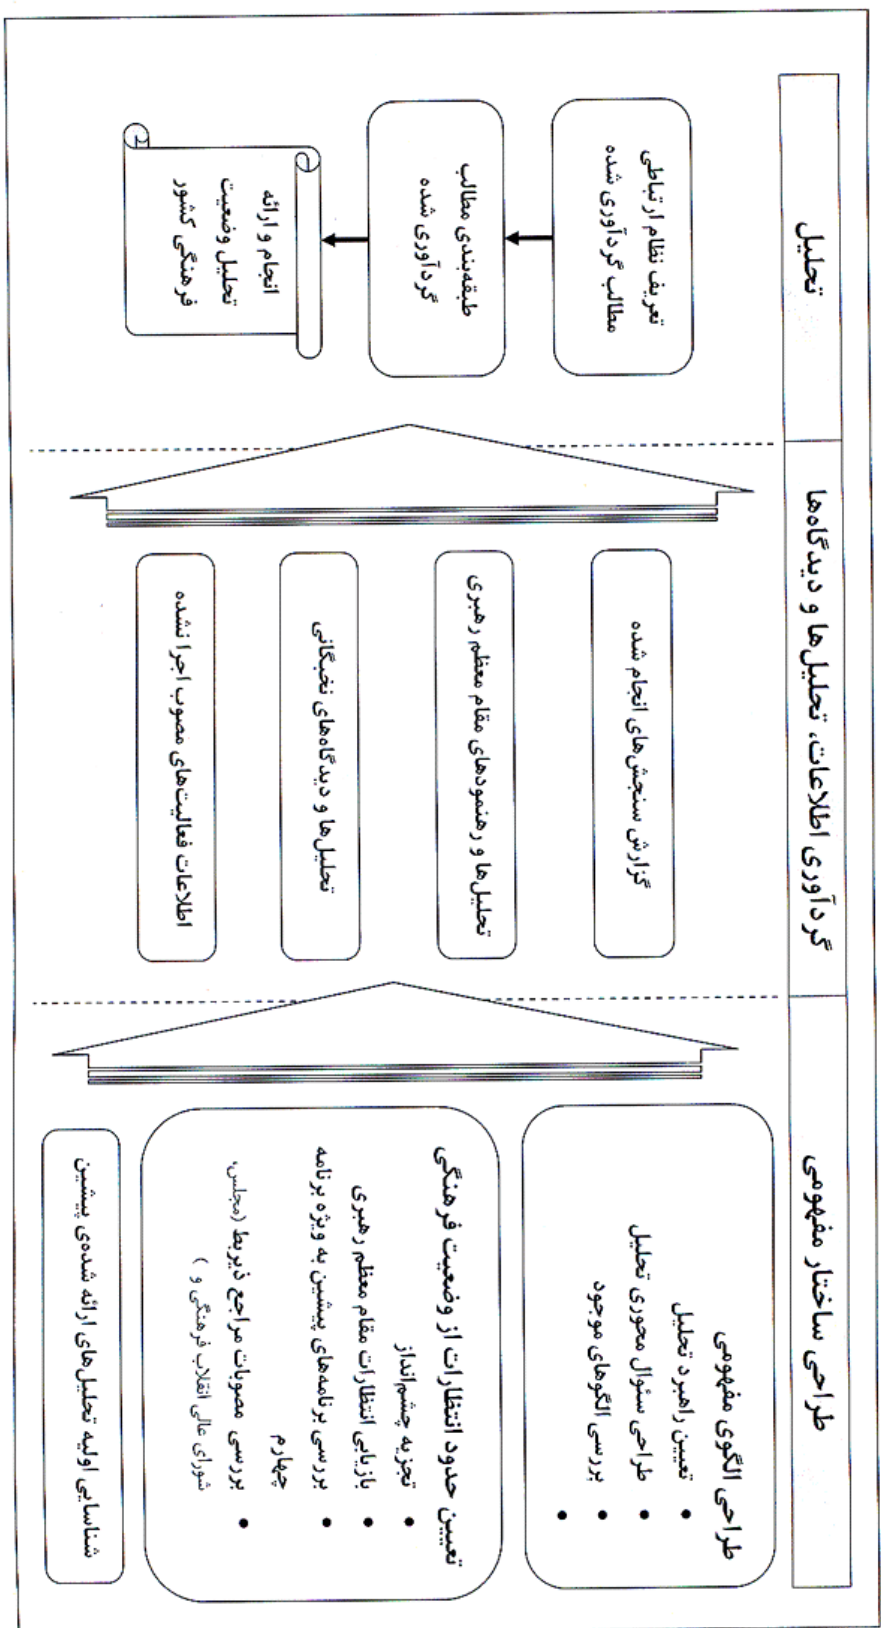 طراحی ساختار مفهومی
طراحی الگوی مفهومی
• تعیین راهبرد تحلیل
• طراحی سئوال محوری تحلیل
• بررسی الگوهای موجود
•
تعیین حدود انتظارات از وضعیت فرهنگی
• تجزیه چشم‌انداز
• بازیابی انتظارات مقام معظم رهبری
• بررسی برنامه‌های پیشین به ویژه برنامه
چهارم
• بررسی مصوبات مراجع ذیربط (مجلس،
شورای عالی انقلاب فرهنگی و )
شناسایی اولیه تحلیل‌های ارائه شده‌ی پیشین
گردآوری اطلاعات، تحلیل‌ها و دیدگاه‌ها
گزارش سنجش‌های انجام شده
تحلیل‌ها و رهنمودهای مقام معظم رهبری
تحلیل‌ها و دیدگاه‌های نخبگانی
اطلاعات فعالیت‌های مصوب اجرا نشده
تحلیل
تعریف نظام ارتباطی
مطالب گردآوری شده
طبقه‌بندی مطالب
گردآوری شده
انجام و ارائه
تحلیل وضعیت
فرهنگی کشور